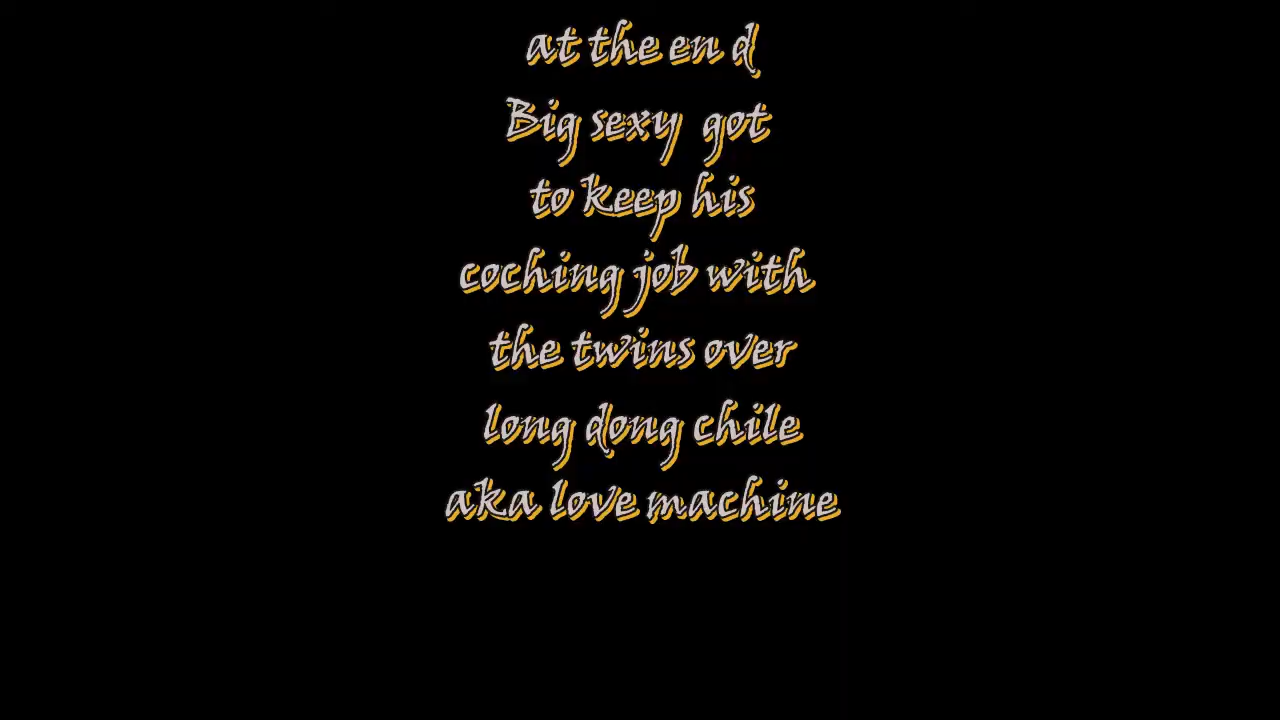 at the en d
Big sexy  got
to keep his
coching job with
the twins over
long dong chile
aka love machine